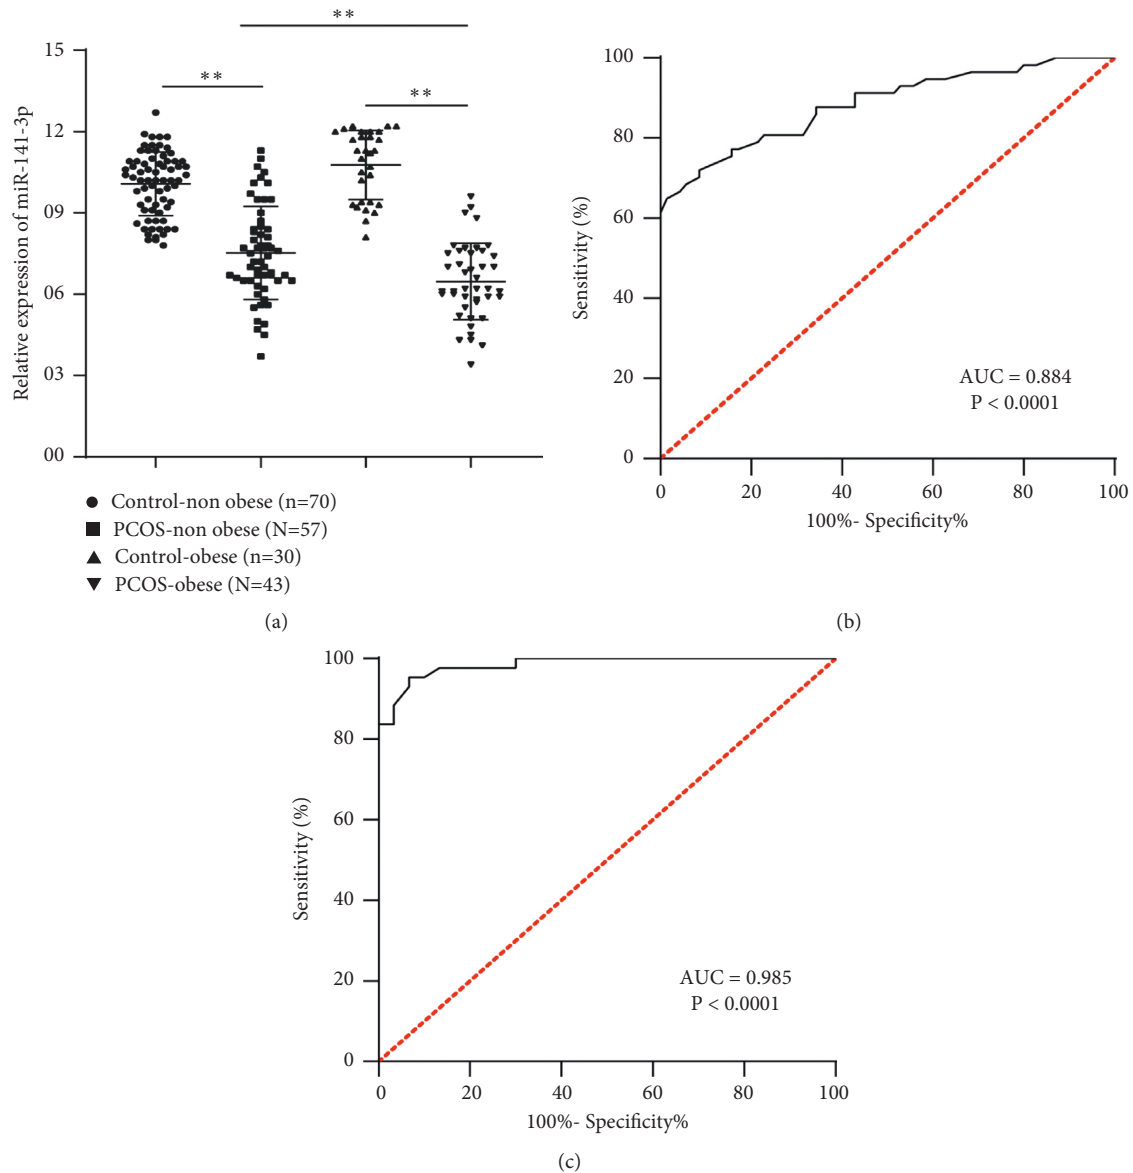 **
15
**
**
12
09
06
03
00
Relative expression of miR-141-3p
Control-non obese (n=70)
PCOS-non obese (N=57)
Control-obese (n=30)
PCOS-obese (N=43)
(a)
100
80
60
40
20
0
Sensitivity (%)
AUC = 0.884
P < 0.0001
0 20 40 60 80 100
100%- Specificity%
(b)
100
80
60
40
20
0
Sensitivity (%)
AUC = 0.985
P < 0.0001
0 20 40 60 80 100
100%- Specificity%
(c)